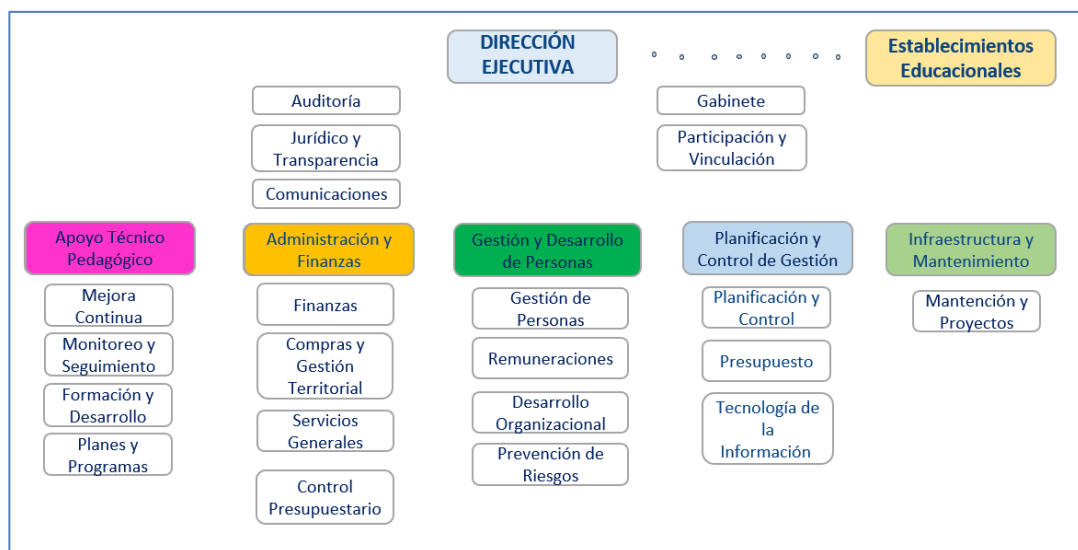 DIRECCIÓN
EJECUTIVA
Establecimientos
Educacionales
Auditoría
Gabinete
Jurídico y
Transparencia
Participación y
Vinculación
Comunicaciones
Apoyo Técnico
Pedagógico
Mejora
Continua
Monitoreo y
Seguimiento
Formación y
Desarrollo
Planes y
Programas
Administración y
Finanzas
Finanzas
Compras y
Gestión
Territorial
Servicios
Generales
Control
Presupuestario
Gestión y Desarrollo
de Personas
Gestión de
Personas
Remuneraciones
Desarrollo
Organizacional
Prevención de
Riesgos
Planificación y
Control de Gestión
Planificación y
Control
Presupuesto
Tecnología de
la
Información
Infraestructura y
Mantenimiento
Mantención y
Proyectos